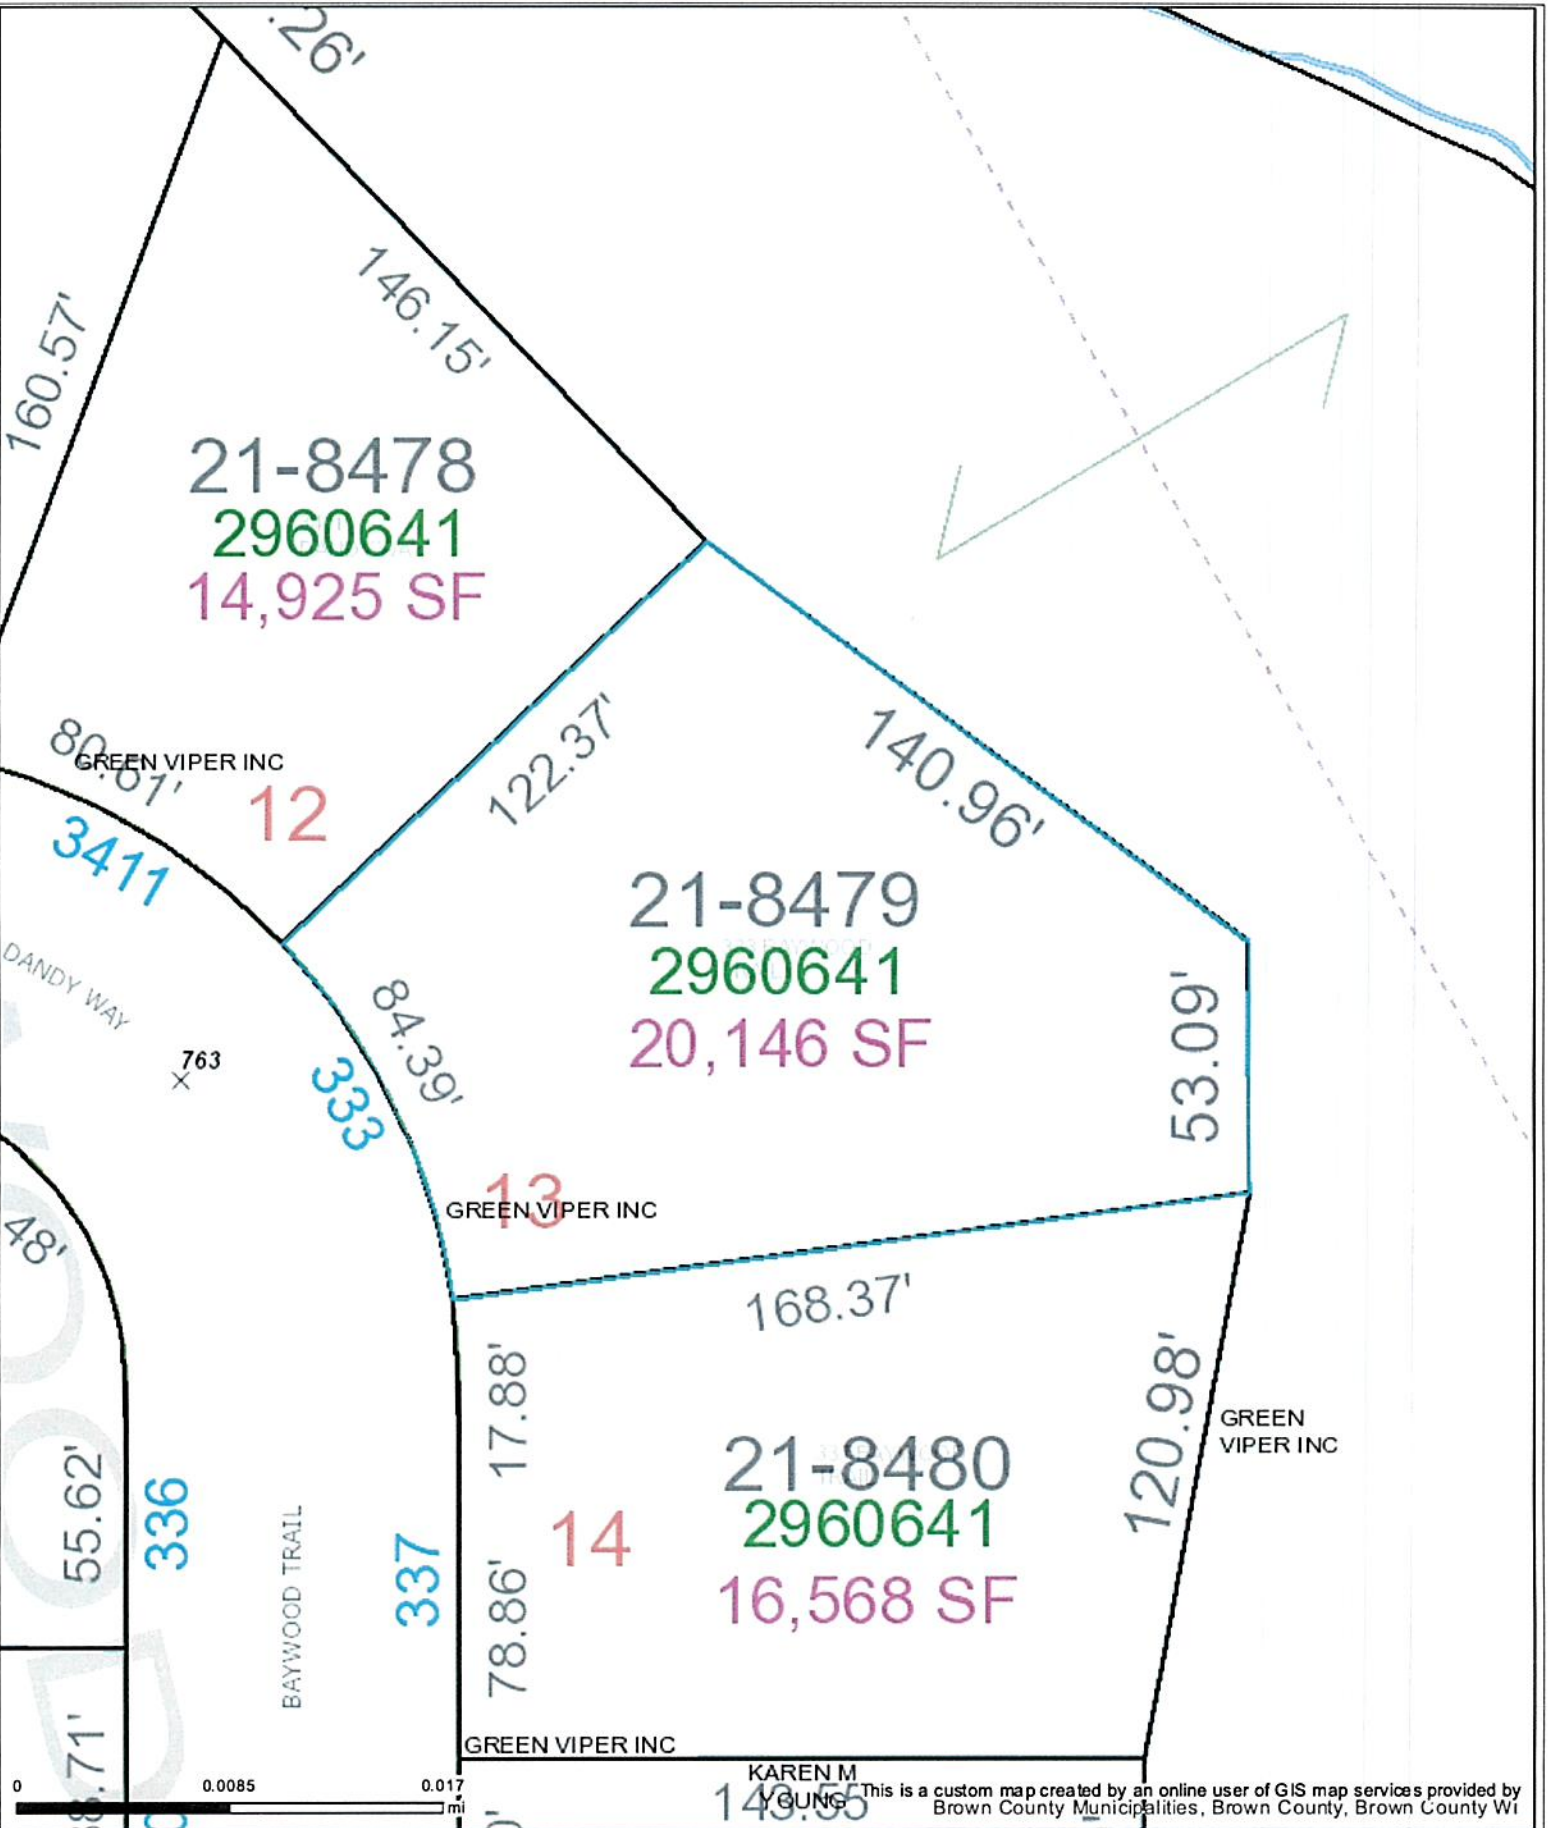 .26'
146.15'
160.57'
21-8478
2960641
14,925 SF
122.37'
140.96'
80.61'
GREEN VIPER INC
12
3411
21-8479
2960641
20,146 SF
53.09'
DANDY WAY
84.39'
763
333
13
GREEN VIPER INC
48'
168.37'
17.88'
120.98'
GREEN
VIPER INC
21-8480
2960641
16,568 SF
14
55.62'
336
BAYWOOD TRAIL
337
78.86'
GREEN VIPER INC
.71'
KAREN M
YOUNG
143.55
0 0.0085 0.017
mi
This is a custom map created by an online user of GIS map services provided by
Brown County Municipalities, Brown County, Brown County WI